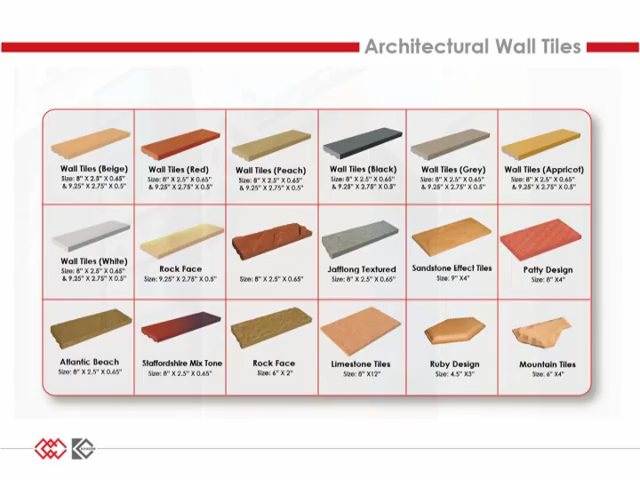 Architectural Wall Tiles
Wall Tiles (Beige)
Size: 8" X 2.5" X 0.65"
& 9.25" X 2.75" X 0.5"
Wall Tiles (Red)
Size: 8" X 2.5" X 0.65"
& 9.25" X 2.75" X 0.5"
Wall Tiles (Peach)
Size: 8" X 2.5" X 0.65"
& 9.25" X 2.75" X 0.5"
Wall Tiles (Black)
Size: 8" X 2.5" X 0.65"
& 9.25" X 2.75" X 0.5"
Wall Tiles (Grey)
Size: 8" X 2.5" X 0.65"
& 9.25" X 2.75" X 0.5"
Wall Tiles (Appricot)
Size: 8" X 2.5" X 0.65"
& 9.25" X 2.75" X 0.5"
Wall Tiles (White)
Size: 8" X 2.5" X 0.65"
& 9.25" X 2.75" X 0.5"
Rock Face
Size: 9.25" X 2.75" X 0.5"
Size: 8" X 2.5" X 0.65"
Jafflong Textured
Size: 8" X 2.5" X 0.65"
Sandstone Effect Tiles
Size: 9" X4"
Patty Design
Size: 8" X4"
Atlantic Beach
Size: 8" X 2.5" X 0.65"
Staffordshire Mix Tone
Size: 8" X 2.5" X 0.65"
Rock Face
Size: 6" X 2"
Limestone Tiles
Size: 8" X12"
Ruby Design
Size: 4.5" X3"
Mountain Tiles
Size: 6" X4"